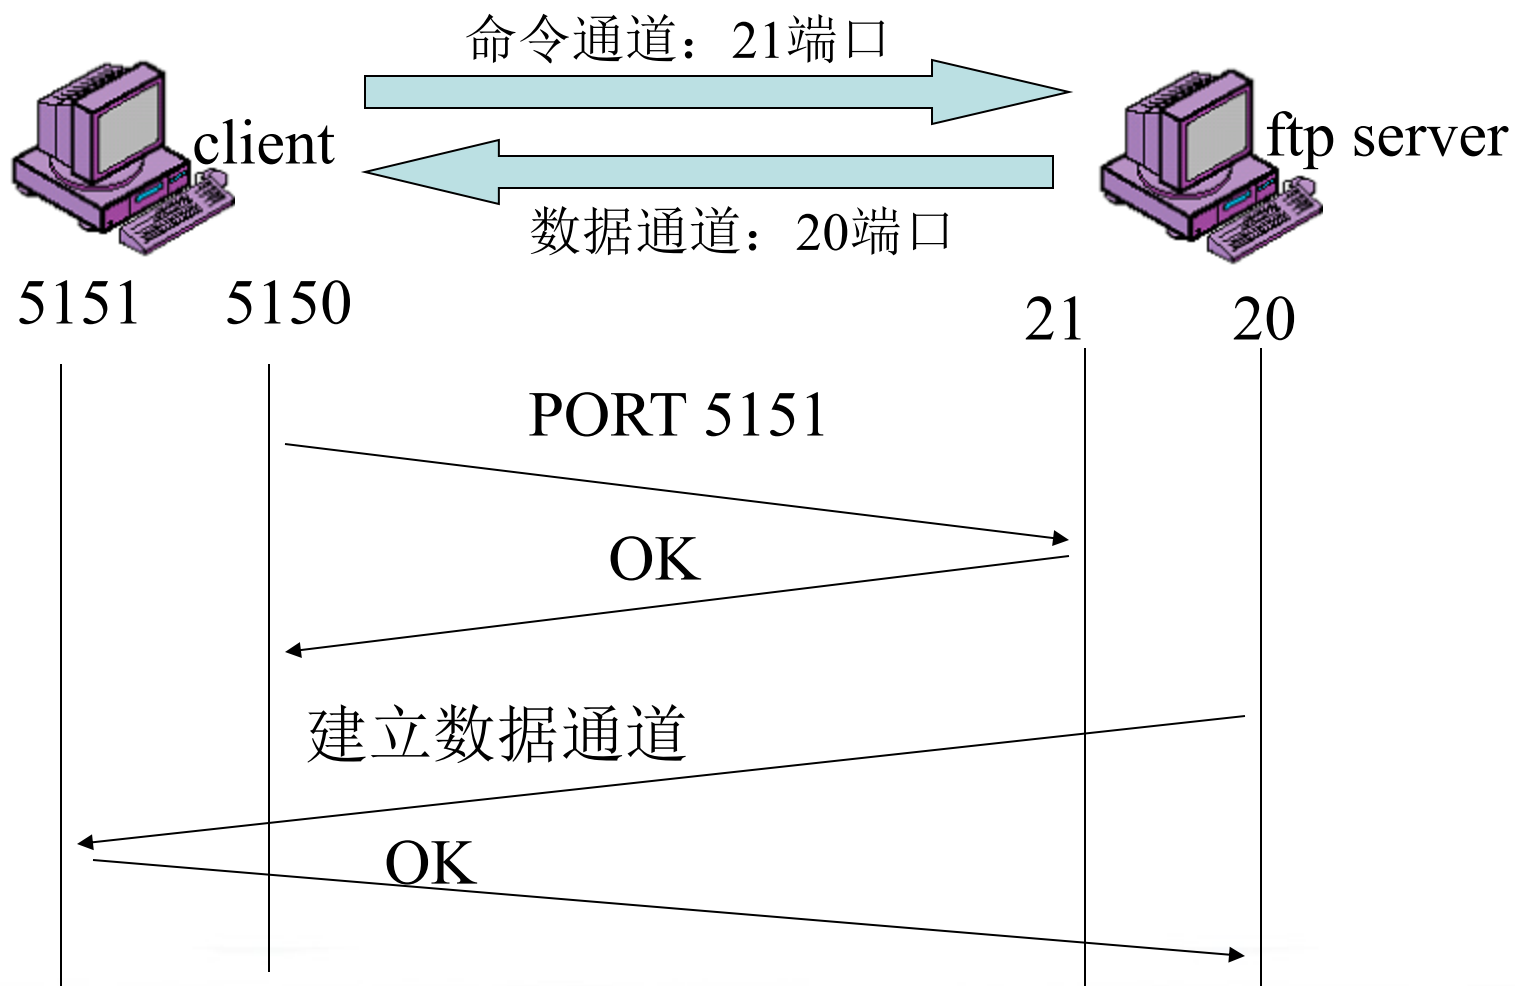 命令通道：21端口
client
ftp server
数据通道：20端口
5151
5150
21
20
PORT 5151
OK
建立数据通道
OK